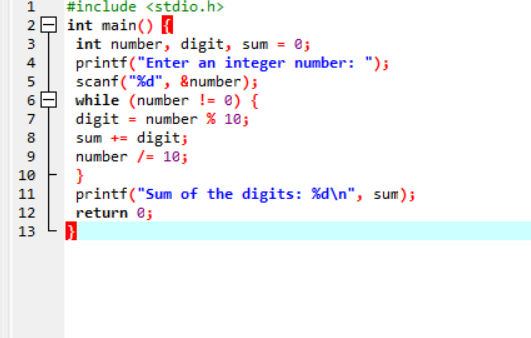 1 #include <stdio.h>
2 int main() {
3 int number, digit, sum = 0;
4 printf("Enter an integer number: ");
5 scanf("%d", &number);
6 while (number != 0) {
7 digit = number % 10;
8 sum += digit;
9 number /= 10;
10 }
11 printf("Sum of the digits: %d\n", sum);
12 return 0;
13 }